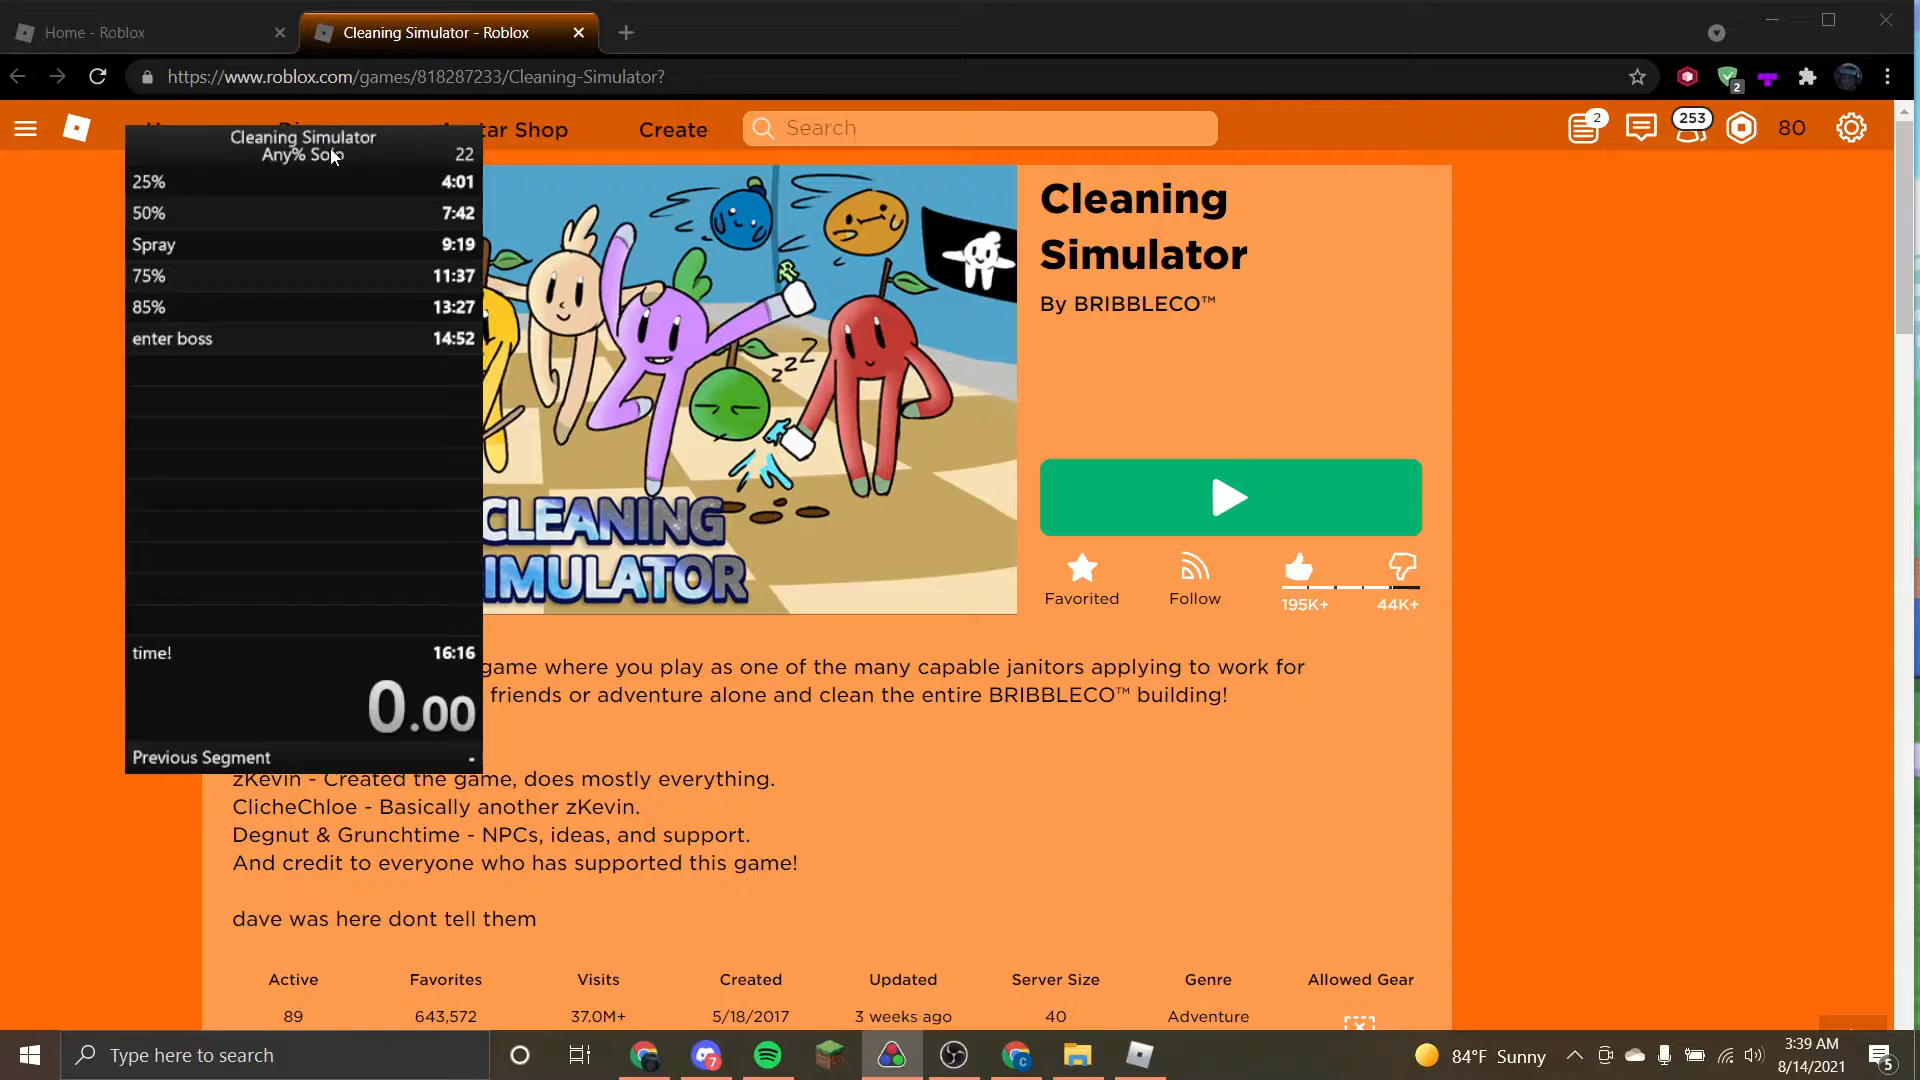 Home - Roblox
Cleaning Simulator - Roblox
https://www.roblox.com/games/818287233/Cleaning-Simulator?
Create
Search
2
253
80
Cleaning Simulator
Any% Solo
22
25% 4:01
50% 7:42
Spray 9:19
75% 11:37
85% 13:27
enter boss 14:52
time! 16:16
0.00
Previous Segment -
CLEANING
SIMULATOR
ZZZ
Cleaning
Simulator
By BRIBBLECO™
Favorited
Follow
195K+
44K+
game where you play as one of the many capable janitors applying to work for
friends or adventure alone and clean the entire BRIBBLECO™ building!
zKevin - Created the game, does mostly everything.
ClicheChloe - Basically another zKevin.
Degnut & Grunchtime - NPCs, ideas, and support.
And credit to everyone who has supported this game!
dave was here dont tell them
Active Favorites Visits Created Updated Server Size Genre Allowed Gear
89 643,572 37.0M+ 5/18/2017 3 weeks ago 40 Adventure
Type here to search
7
84°F Sunny
3:39 AM
8/14/2021
5